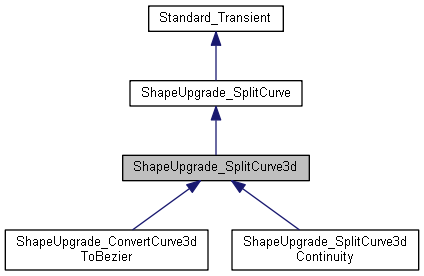 Standard_Transient
ShapeUpgrade_SplitCurve
ShapeUpgrade_SplitCurve3d
ShapeUpgrade_ConvertCurve3d
ToBezier
ShapeUpgrade_SplitCurve3d
Continuity